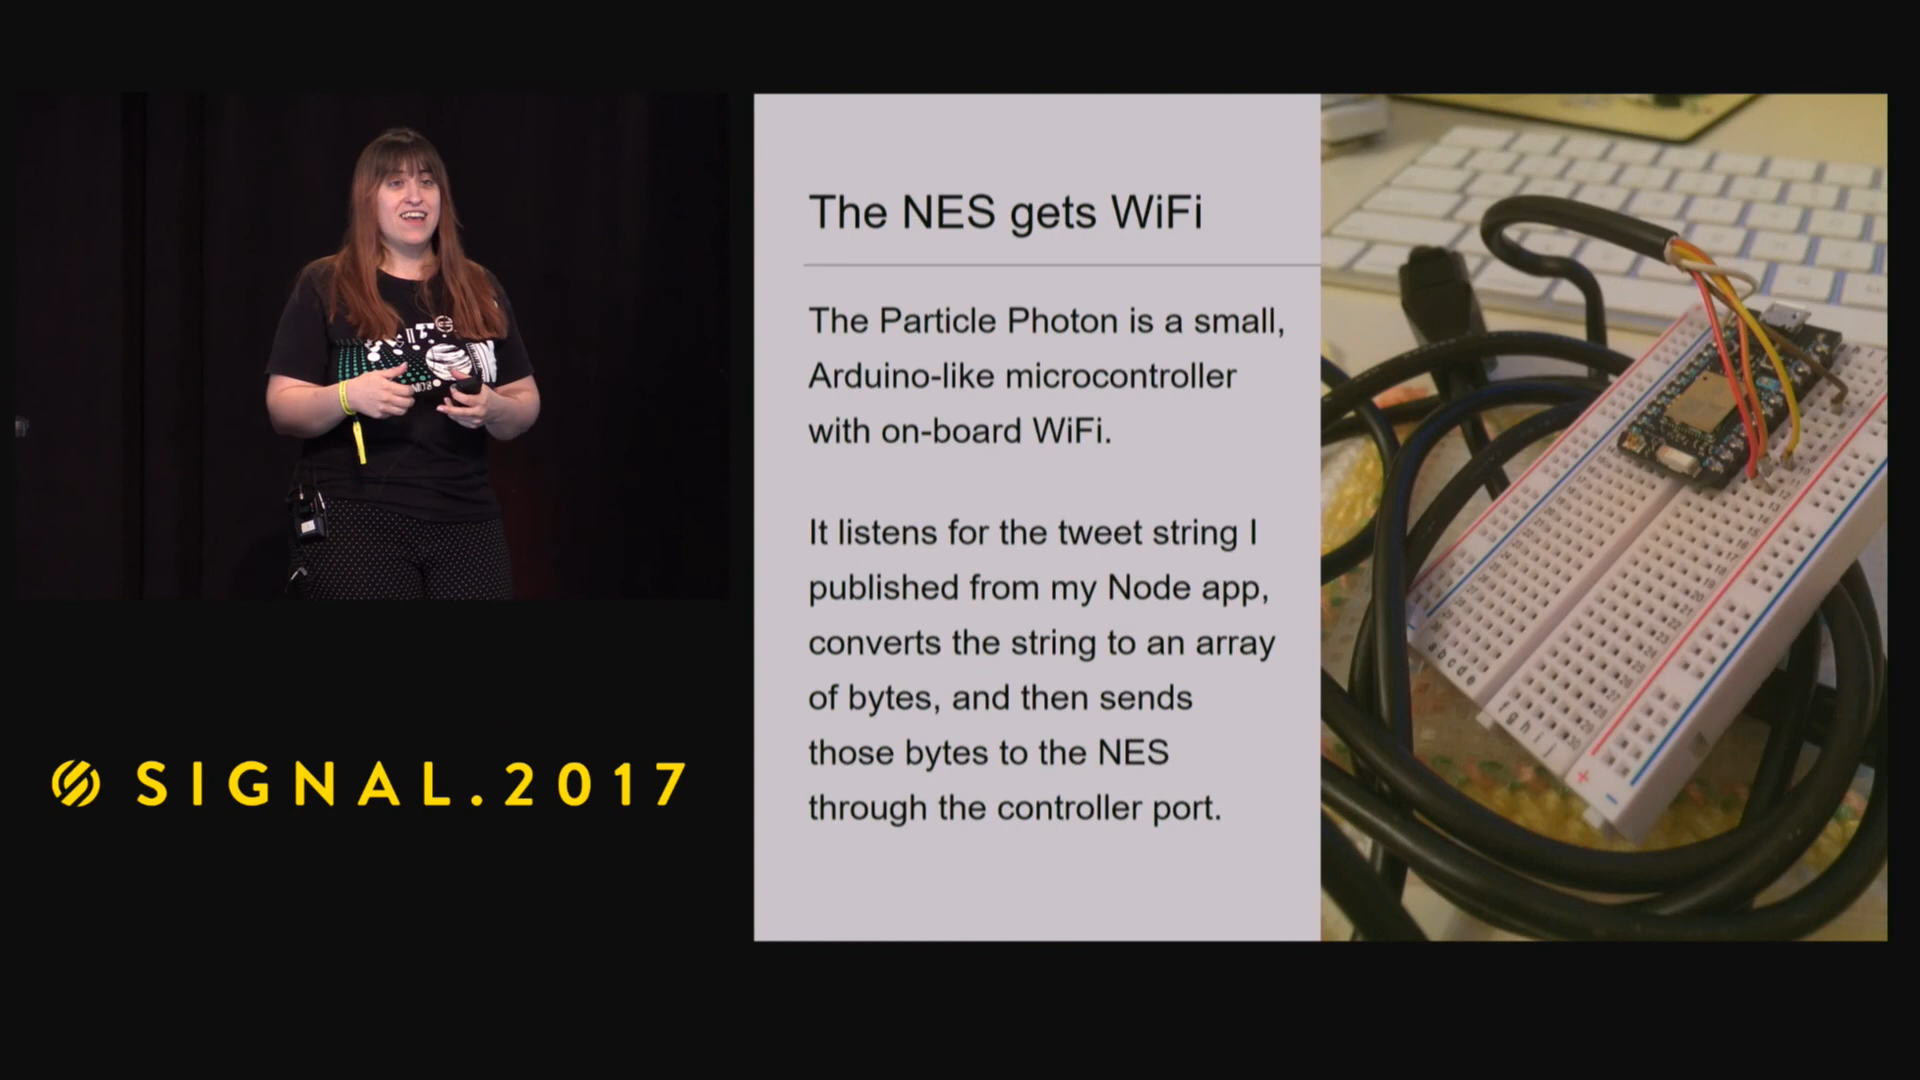 The NES gets WiFi
The Particle Photon is a small,
Arduino-like microcontroller
with on-board WiFi.
It listens for the tweet string I
published from my Node app,
converts the string to an array
of bytes, and then sends
those bytes to the NES
through the controller port.
SIGNAL.2017